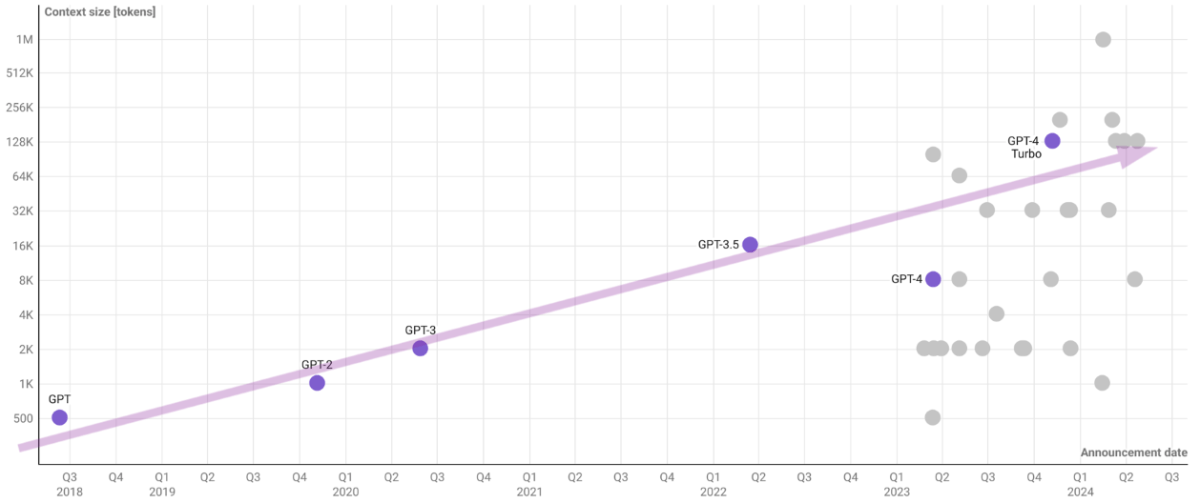 Context size [tokens]
1M
512K
256K
128K
64K
32K
16K
8K
4K
2K
1K
500
GPT-4
Turbo
GPT-3.5
GPT-4
GPT-3
GPT-2
GPT
Announcement date
Q3 Q4 Q1 Q2 Q3 Q4 Q1 Q2 Q3 Q4 Q1 Q2 Q3 Q4 Q1 Q2 Q3 Q4 Q1 Q2 Q3 Q4 Q1 Q2 Q3
2018 2019 2020 2021 2022 2023 2024